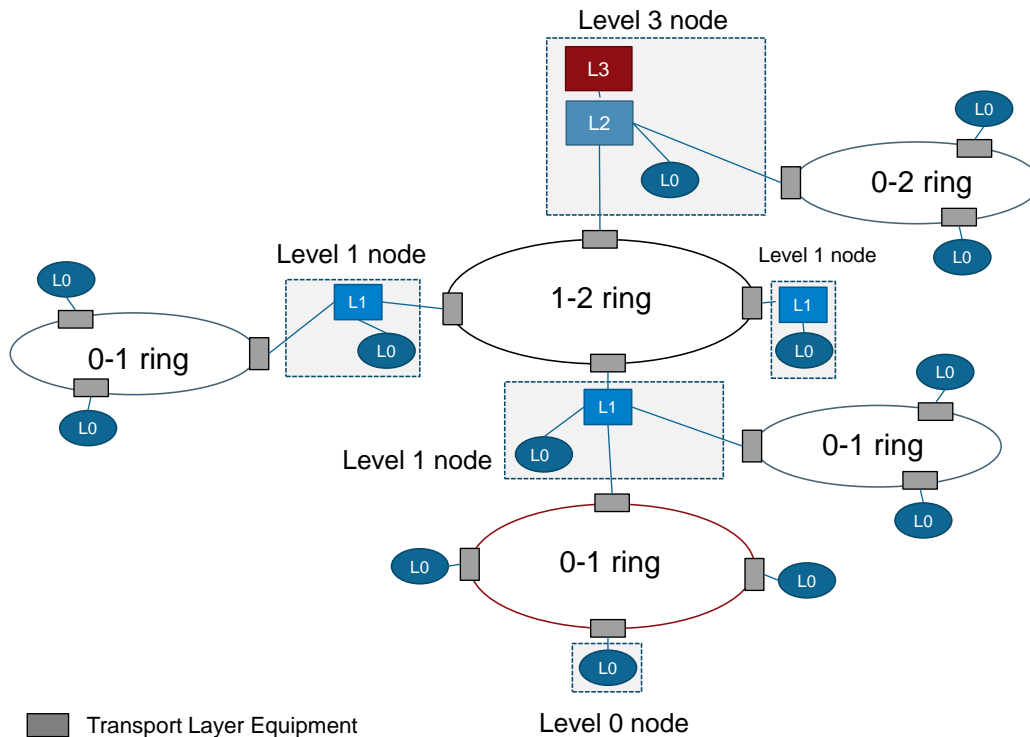 Level 3 node
L3
L2
L0
L0
0-2 ring
L0
Level 1 node
Level 1 node
L0
L1
1-2 ring
L1
L0
L0
0-1 ring
L0
L0
L1
L0
Level 1 node
L0
0-1 ring
L0
L0
0-1 ring
L0
L0
Level 0 node
Transport Layer Equipment